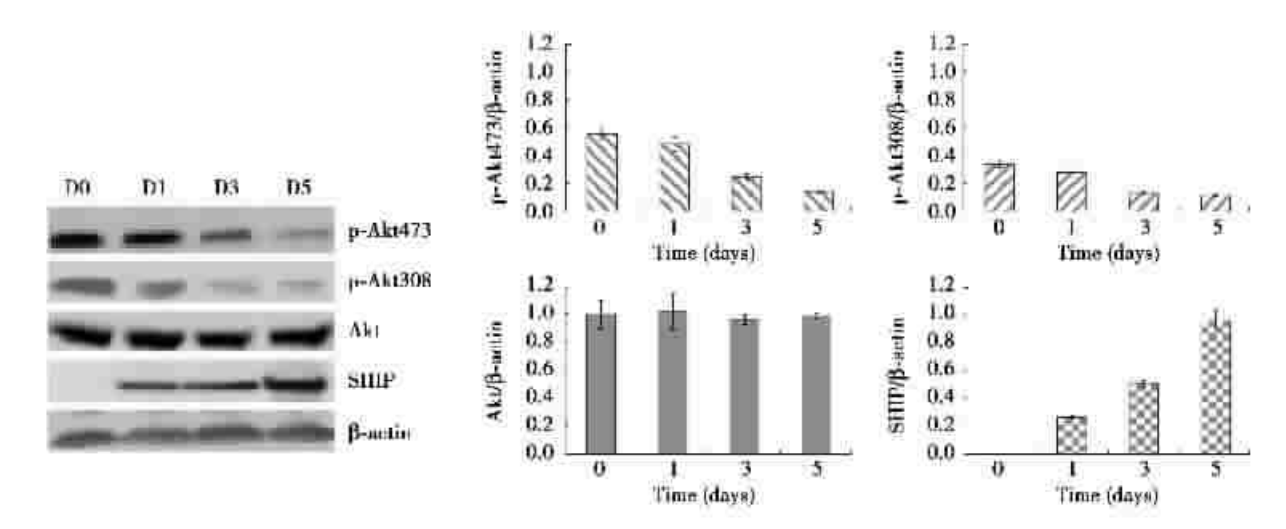 D0 D1 D3 D5
p-Akt473
p-Akt308
Akt
SHIP
β-actin
p-Akt473/β-actin
1.2
1.0
0.8
0.6
0.4
0.2
0.0
0 1 3 5
Time (days)
p-Akt308/β-actin
1.2
1.0
0.8
0.6
0.4
0.2
0.0
0 1 3 5
Time (days)
Akt/β-actin
1.2
1.0
0.8
0.6
0.4
0.2
0.0
0 1 3 5
Time (days)
SHIP/β-actin
1.2
1.0
0.8
0.6
0.4
0.2
0.0
0 1 3 5
Time (days)